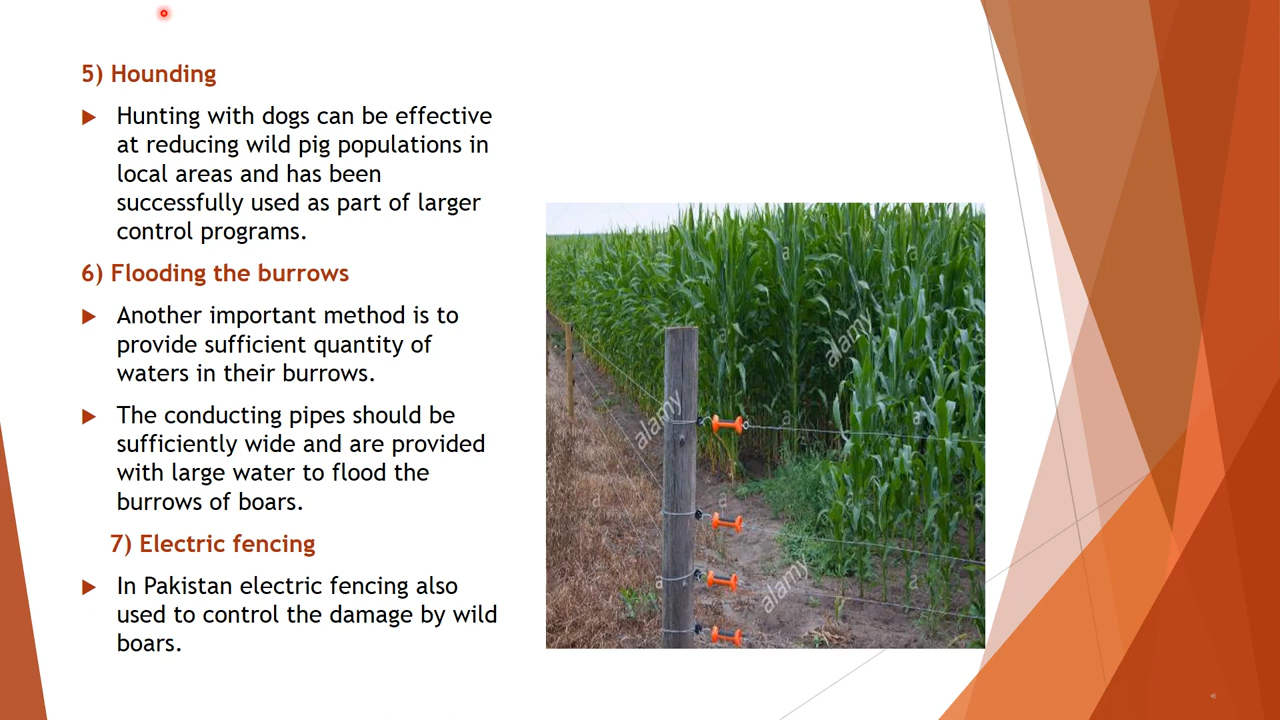 5) Hounding
Hunting with dogs can be effective
at reducing wild pig populations in
local areas and has been
successfully used as part of larger
control programs.
6) Flooding the burrows
Another important method is to
provide sufficient quantity of
waters in their burrows.
The conducting pipes should be
sufficiently wide and are provided
with large water to flood the
burrows of boars.
7) Electric fencing
In Pakistan electric fencing also
used to control the damage by wild
boars.
a
a
alamy
alamy
a
a
a
a
a
a
alamy
a